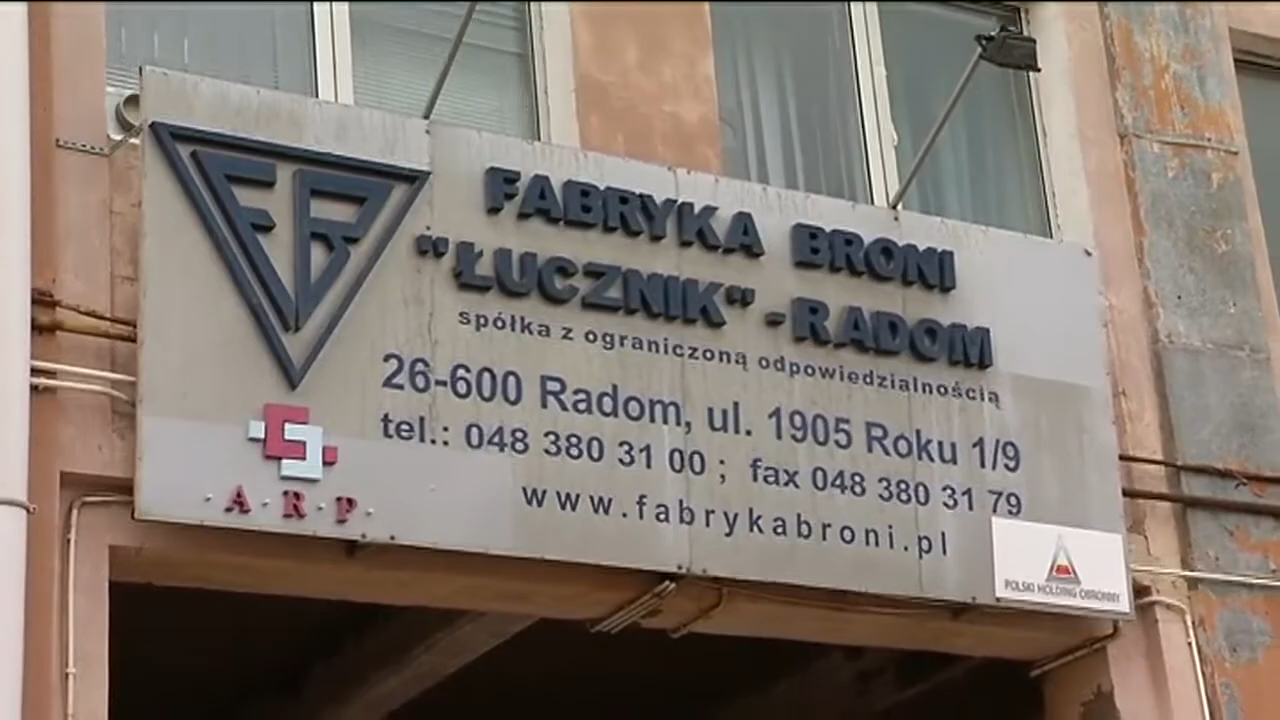 FB
FABRYKA BRONI
"ŁUCZNIK" - RADOM
spółka z ograniczoną odpowiedzialnością
26-600 Radom, ul. 1905 Roku 1/9
tel.: 048 380 31 00 ; fax 048 380 31 79
www.fabrykabroni.pl
· A · R · P ·
POLSKI HOLDING OBRONNY